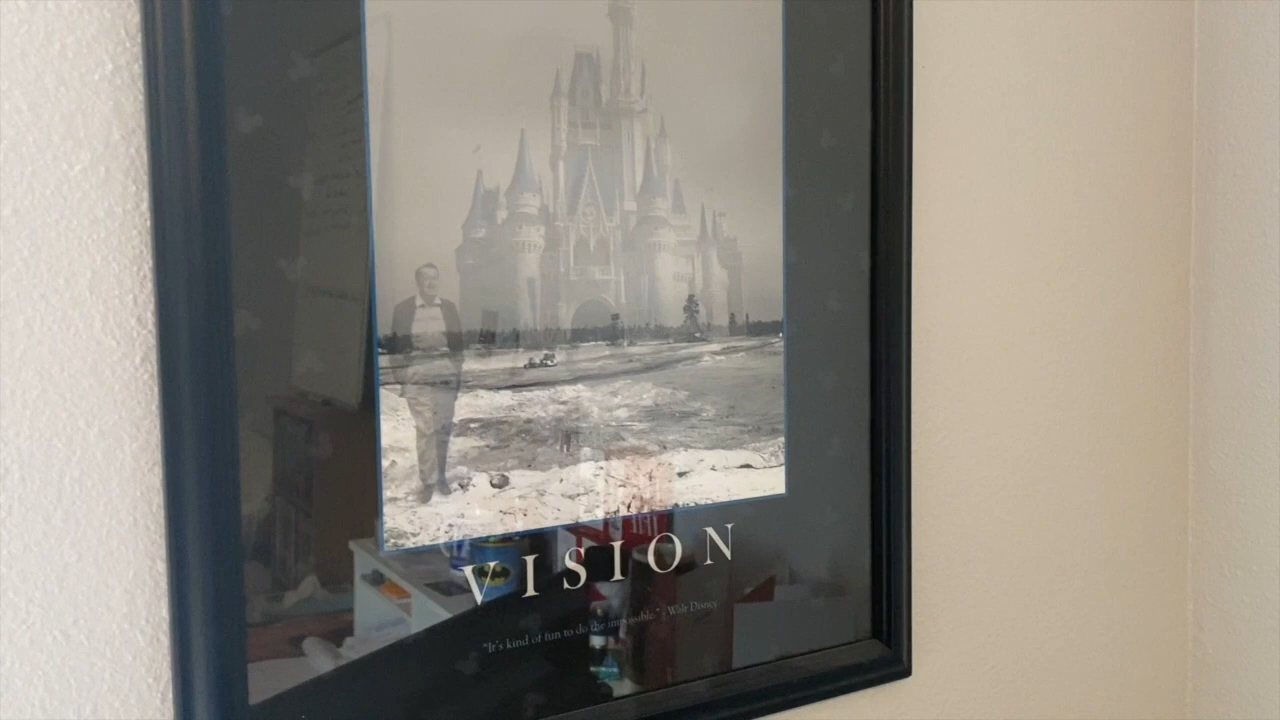 VISION
"It's kind of fun to do the impossible." - Walt Disney